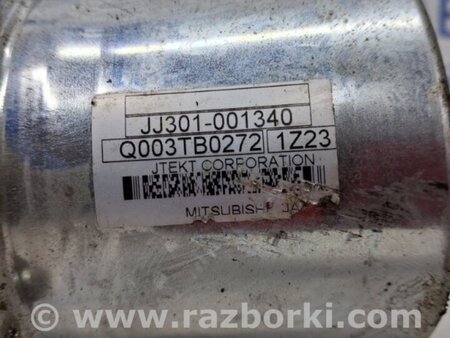 JJ301-001340
Q003TB0272 1Z23
JTEKT CORPORATION
MITSUBISHI
www.razborki.com